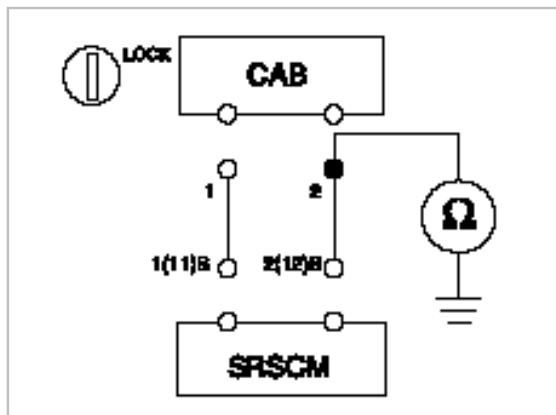 LOCK
CAB
1
2
Ω
1(11)B
2(12)B
SRSCM